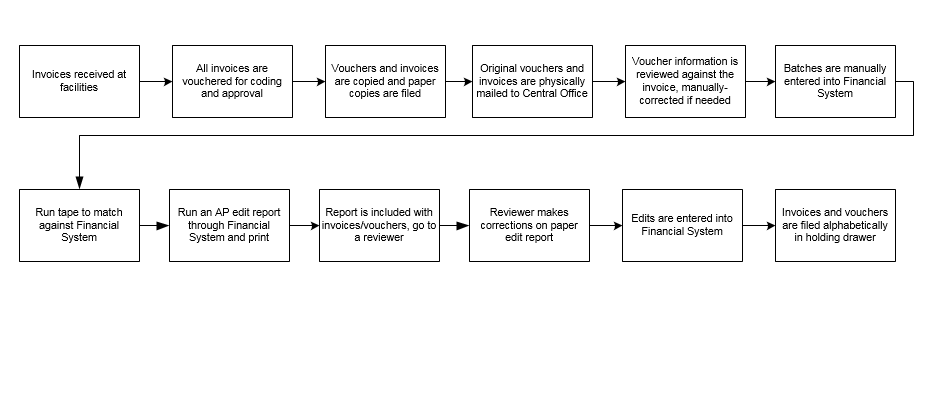 Invoices received at
facilities
All invoices are
vouchered for coding
and approval
Vouchers and invoices
are copied and paper
copies are filed
Original vouchers and
invoices are physically
mailed to Central Office
Voucher information is
reviewed against the
invoice, manually-
corrected if needed
Batches are manually
entered into Financial
System
Run tape to match
against Financial
System
Run an AP edit report
through Financial
System and print
Report is included with
invoices/vouchers, go to
a reviewer
Reviewer makes
corrections on paper
edit report
Edits are entered into
Financial System
Invoices and vouchers
are filed alphabetically
in holding drawer